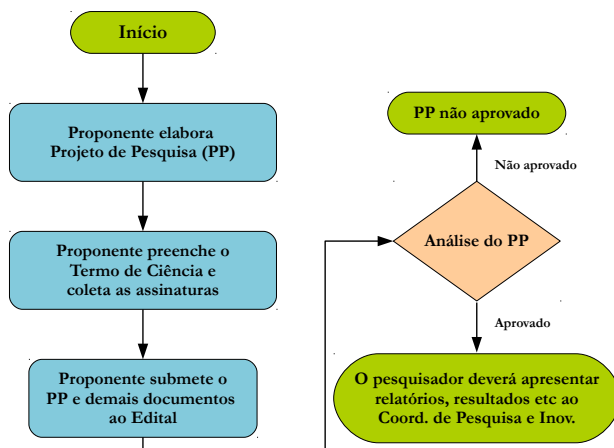 Início
Proponente elabora
Projeto de Pesquisa (PP)
Proponente preenche o
Termo de Ciência e
coleta as assinaturas
Proponente submete o
PP e demais documentos
ao Edital
PP não aprovado
Não aprovado
Análise do PP
Aprovado
O pesquisador deverá apresentar
relatórios, resultados etc ao
Coord. de Pesquisa e Inov.